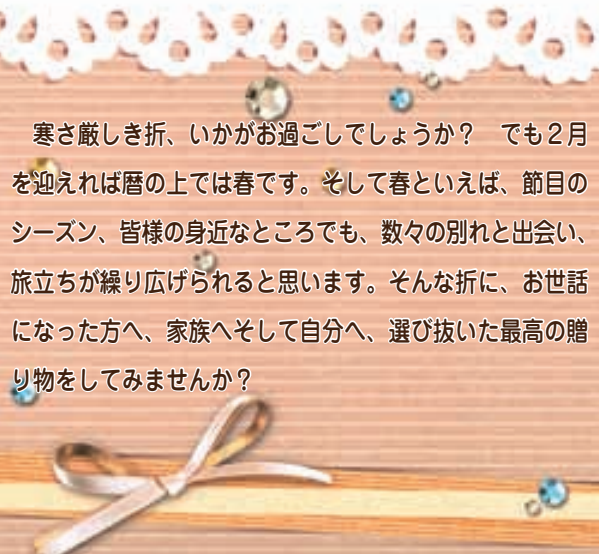 寒さ厳しき折、いかがお過ごしでしょうか？　でも２月
を迎えれば暦の上では春です。そして春といえば、節目の
シーズン、皆様の身近なところでも、数々の別れと出会い、
旅立ちが繰り広げられると思います。そんな折に、お世話
になった方へ、家族へそして自分へ、選び抜いた最高の贈
り物をしてみませんか？